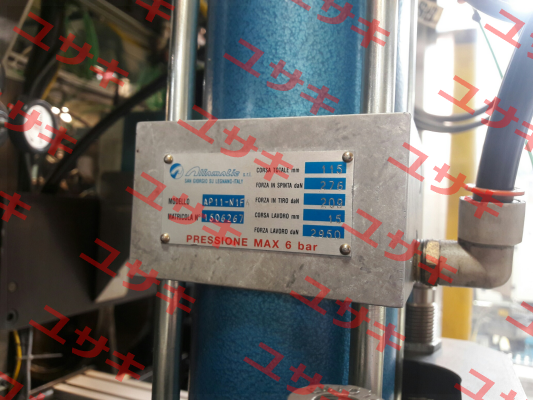 ユサキ
Alfamatic s.r.l.
SAN GIORGIO SU LEGNANO-ITALY
MODELLO AP11-N1F
MATRICOLA N° 1606267
CORSA TOTALE mm 115
FORZA IN SPINTA daN 276
FORZA IN TIRO daN 209
CORSA LAVORO mm 15
FORZA LAVORO daN 2950
PRESSIONE MAX 6 bar